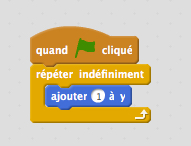 quand cliqué
répéter indéfiniment
ajouter 1 à y